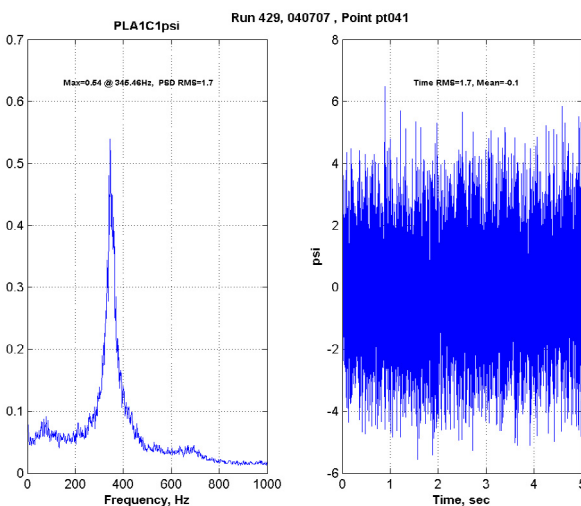 Run 429, 040707 , Point pt041
PLA1C1psi
Max=0.54 @ 345.46Hz,  PSD RMS=1.7
0.7
0.6
0.5
0.4
0.3
0.2
0.1
0
0 200 400 600 800 1000
Frequency, Hz
Time RMS=1.7, Mean=-0.1
8
6
4
2
0
-2
-4
-6
psi
0 1 2 3 4 5
Time, sec